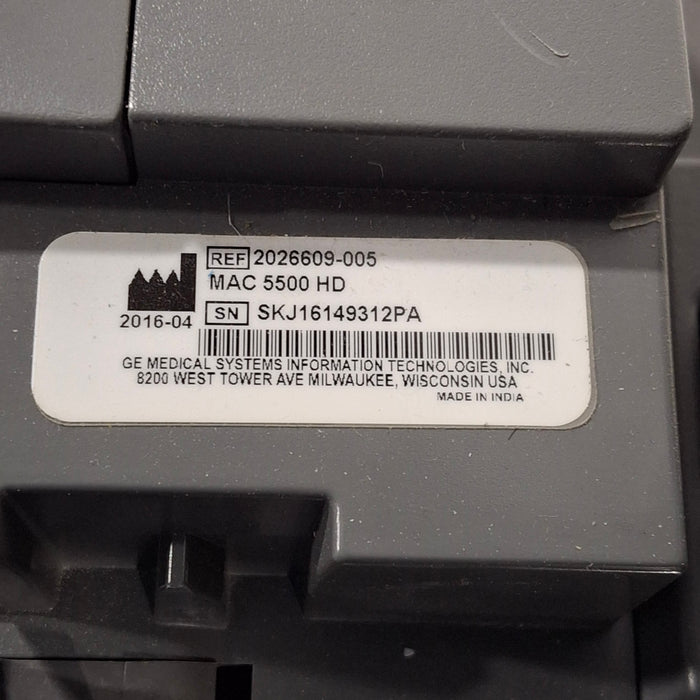 REF 2026609-005
MAC 5500 HD
2016-04
SN SKJ16149312PA
GE MEDICAL SYSTEMS INFORMATION TECHNOLOGIES, INC.
8200 WEST TOWER AVE MILWAUKEE, WISCONSIN USA
MADE IN INDIA